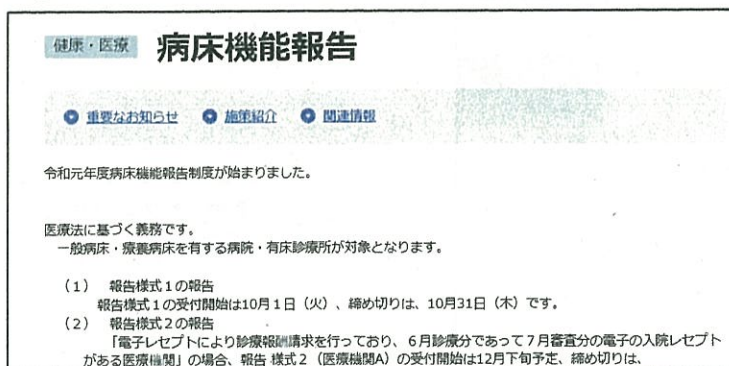 健康・医療 病床機能報告
重要なお知らせ 施策紹介 関連情報
令和元年度病床機能報告制度が始まりました。
医療法に基づく義務です。
一般病床・療養病床を有する病院・有床診療所が対象となります。
（1） 報告様式１の報告
報告様式１の受付開始は10月１日（火）、締め切りは、10月31日（木）です。
（2） 報告様式２の報告
「電子レセプトにより診療報酬請求を行っており、６月診療分であって７月審査分の電子の入院レセプト
がある医療機関」の場合、報告 様式２（医療機関A）の受付開始は12月下旬予定、締め切りは、